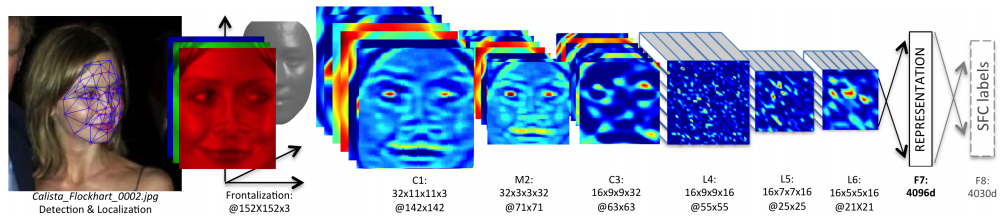 Calista_Flockhart_0002.jpg
Detection & Localization
Frontalization:
@152X152x3
C1:
32x11x11x3
@142x142
M2:
32x3x3x32
@71x71
C3:
16x9x9x32
@63x63
L4:
16x9x9x16
@55x55
L5:
16x7x7x16
@25x25
L6:
16x5x5x16
@21X21
REPRESENTATION
F7:
4096d
SFC labels
F8:
4030d